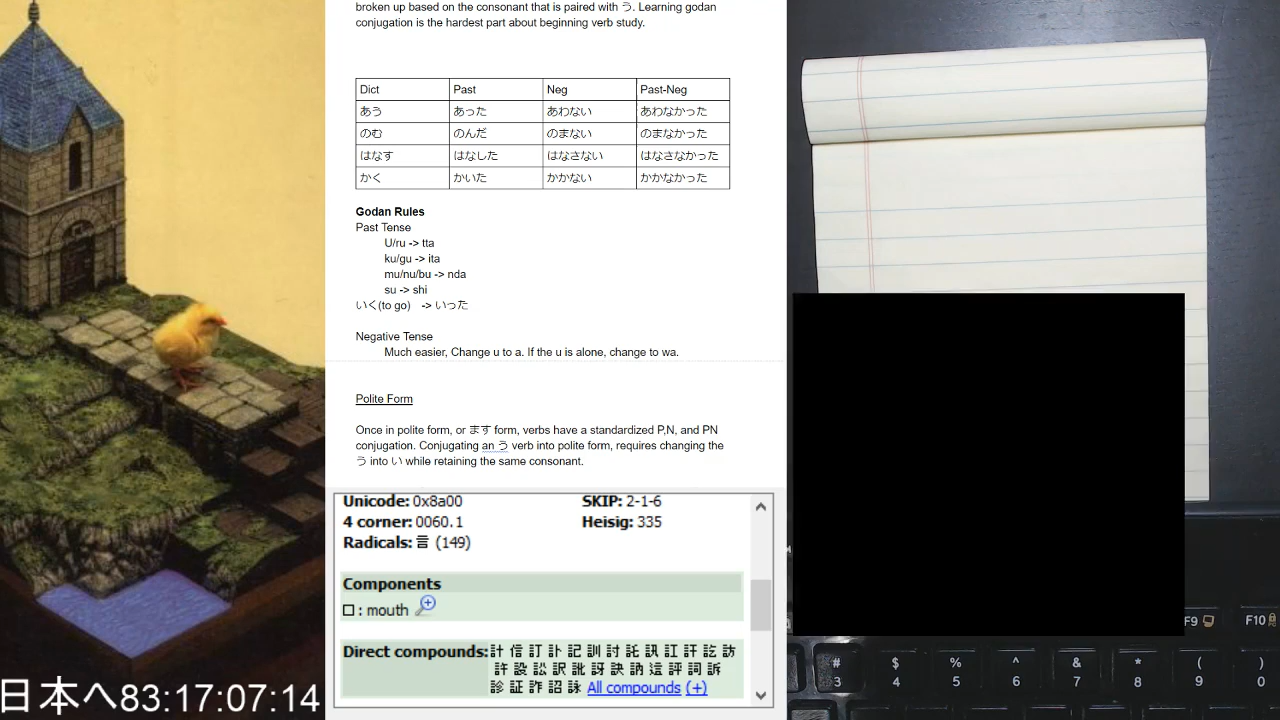 broken up based on the consonant that is paired with う. Learning godan
conjugation is the hardest part about beginning verb study.
Dict Past Neg Past-Neg
あう あった あわない あわなかった
のむ のんだ のまない のまなかった
はなす はなした はなさない はなさなかった
かく かいた かかない かかなかった
Godan Rules
Past Tense
U/ru -> tta
ku/gu -> ita
mu/nu/bu -> nda
su -> shi
いく(to go) -> いった
Negative Tense
Much easier, Change u to a. If the u is alone, change to wa.
Polite Form
Once in polite form, or ます form, verbs have a standardized P,N, and PN
conjugation. Conjugating an う verb into polite form, requires changing the
う into い while retaining the same consonant.
Unicode: 0x8a00 SKIP: 2-1-6
4 corner: 0060.1 Heisig: 335
Radicals: 言 (149)
Components
口 : mouth
Direct compounds: 計 信 訂 訃 記 訓 討 託 訊 訌 訐 訖 訪
許 設 訟 訳 訛 訝 訣 訥 這 評 詞 訴
診 証 詐 詔 詠 All compounds (+)
日本へ83:17:07:14
F9 F10
# $ % ^ & * ( )
3 4 5 6 7 8 9 0